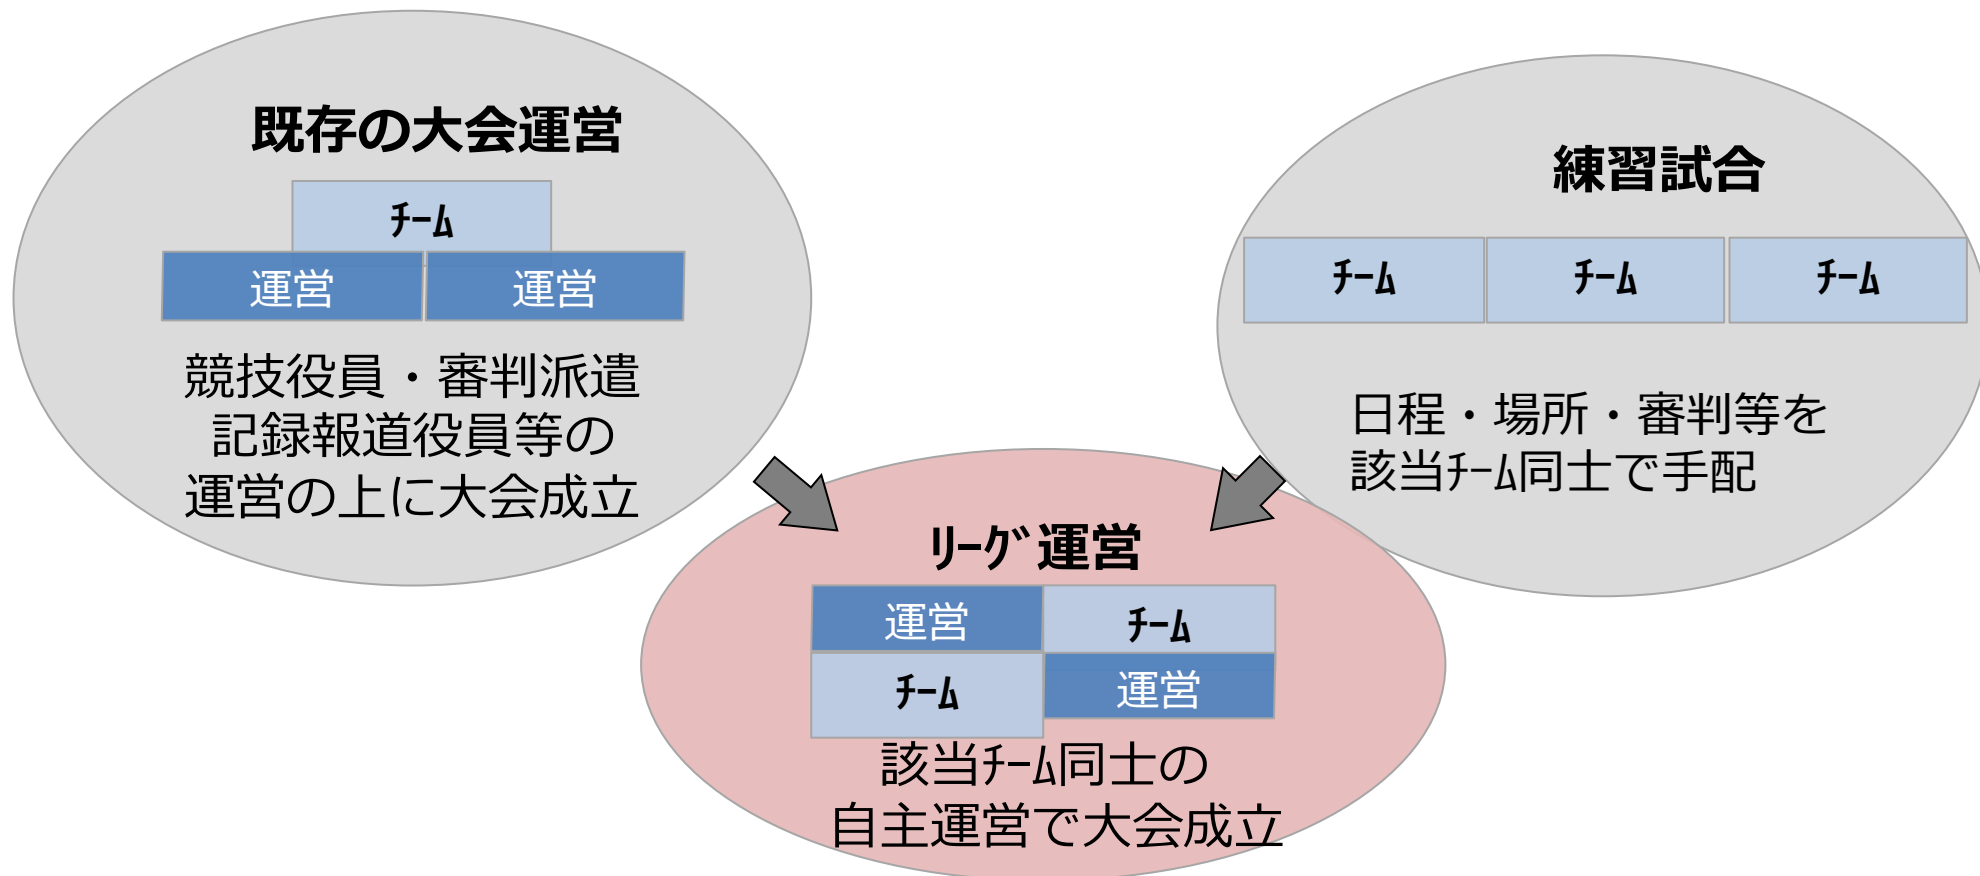 既存の大会運営
ﾁｰﾑ
運営
運営
競技役員・審判派遣
記録報道役員等の
運営の上に大会成立
練習試合
ﾁｰﾑ
ﾁｰﾑ
ﾁｰﾑ
日程・場所・審判等を
該当ﾁｰﾑ同士で手配
ﾘｰｸﾞ運営
運営
ﾁｰﾑ
ﾁｰﾑ
運営
該当ﾁｰﾑ同士の
自主運営で大会成立